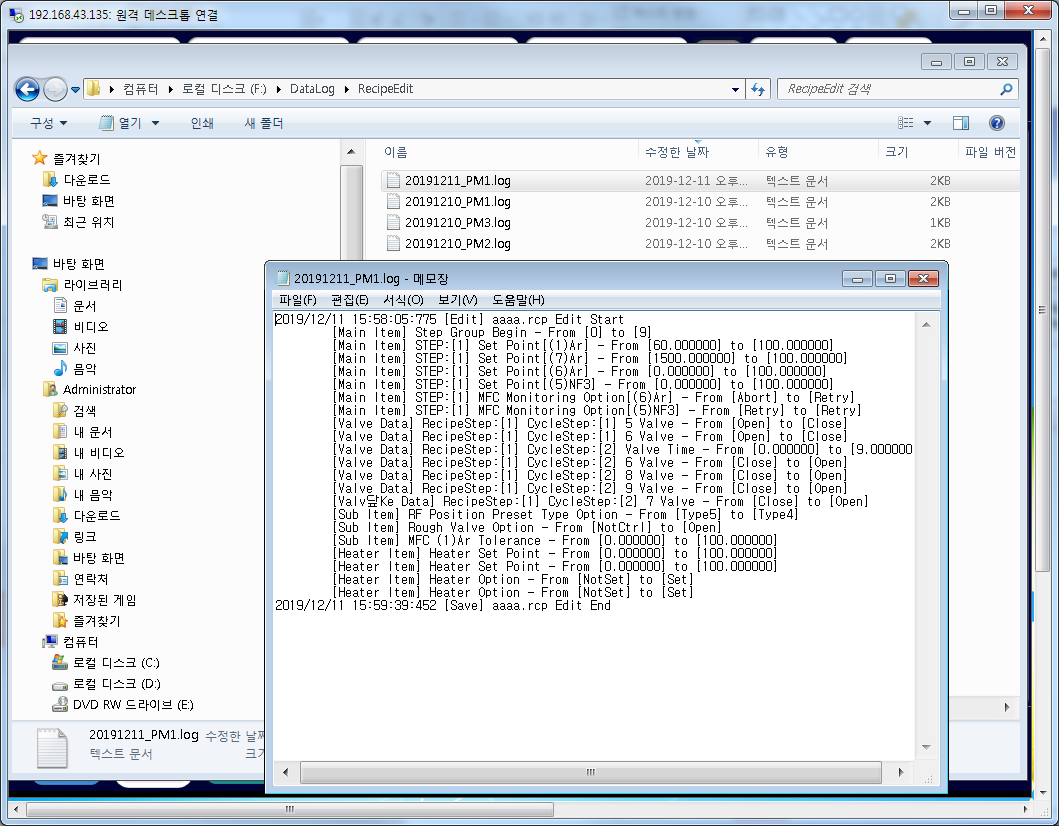 192.168.43.135: 원격 데스크톱 연결
컴퓨터 로컬 디스크 (F:) DataLog RecipeEdit
RecipeEdit 검색
구성 열기 인쇄 새 폴더
즐겨찾기
다운로드
바탕 화면
최근 위치
바탕 화면
라이브러리
문서
비디오
사진
음악
Administrator
검색
내 문서
내 비디오
내 사진
내 음악
다운로드
링크
바탕 화면
연락처
저장된 게임
즐겨찾기
컴퓨터
로컬 디스크 (C:)
로컬 디스크 (D:)
DVD RW 드라이브 (E:)
이름 수정한 날짜 유형 크기 파일 버전
20191211_PM1.log 2019-12-11 오후... 텍스트 문서 2KB
20191210_PM1.log 2019-12-10 오후... 텍스트 문서 2KB
20191210_PM3.log 2019-12-10 오후... 텍스트 문서 1KB
20191210_PM2.log 2019-12-10 오후... 텍스트 문서 2KB
20191211_PM1.log - 메모장
파일(F) 편집(E) 서식(O) 보기(V) 도움말(H)
2019/12/11 15:58:05:775 [Edit] aaaa.rcp Edit Start
[Main Item] Step Group Begin - From [0] to [9]
[Main Item] STEP:[1] Set Point[(1)Ar] - From [60.000000] to [100.000000]
[Main Item] STEP:[1] Set Point[(7)Ar] - From [1500.000000] to [100.000000]
[Main Item] STEP:[1] Set Point[(6)Ar] - From [0.000000] to [100.000000]
[Main Item] STEP:[1] Set Point[(5)NF3] - From [0.000000] to [100.000000]
[Main Item] STEP:[1] MFC Monitoring Option[(6)Ar] - From [Abort] to [Retry]
[Main Item] STEP:[1] MFC Monitoring Option[(5)NF3] - From [Retry] to [Retry]
[Valve Data] RecipeStep:[1] CycleStep:[1] 5 Valve - From [Open] to [Close]
[Valve Data] RecipeStep:[1] CycleStep:[1] 6 Valve - From [Open] to [Close]
[Valve Data] RecipeStep:[1] CycleStep:[2] Valve Time - From [0.000000] to [9.000000
[Valve Data] RecipeStep:[1] CycleStep:[2] 6 Valve - From [Close] to [Open]
[Valve Data] RecipeStep:[1] CycleStep:[2] 8 Valve - From [Close] to [Open]
[Valve Data] RecipeStep:[1] CycleStep:[2] 9 Valve - From [Close] to [Open]
Data] RecipeStep:[1] CycleStep:[2] 7 Valve - From [Close] to [Open]
[Sub Item] RF Position Preset Type Option - From [Type5] to [Type4]
[Sub Item] Rough Valve Option - From [NotCtrl] to [Open]
[Sub Item] MFC (1)Ar Tolerance - From [0.000000] to [100.000000]
[Heater Item] Heater Set Point - From [0.000000] to [100.000000]
[Heater Item] Heater Set Point - From [0.000000] to [100.000000]
[Heater Item] Heater Option - From [NotSet] to [Set]
[Heater Item] Heater Option - From [NotSet] to [Set]
2019/12/11 15:59:39:452 [Save] aaaa.rcp Edit End
20191211_PM1.log 수정한 날짜
텍스트 문서